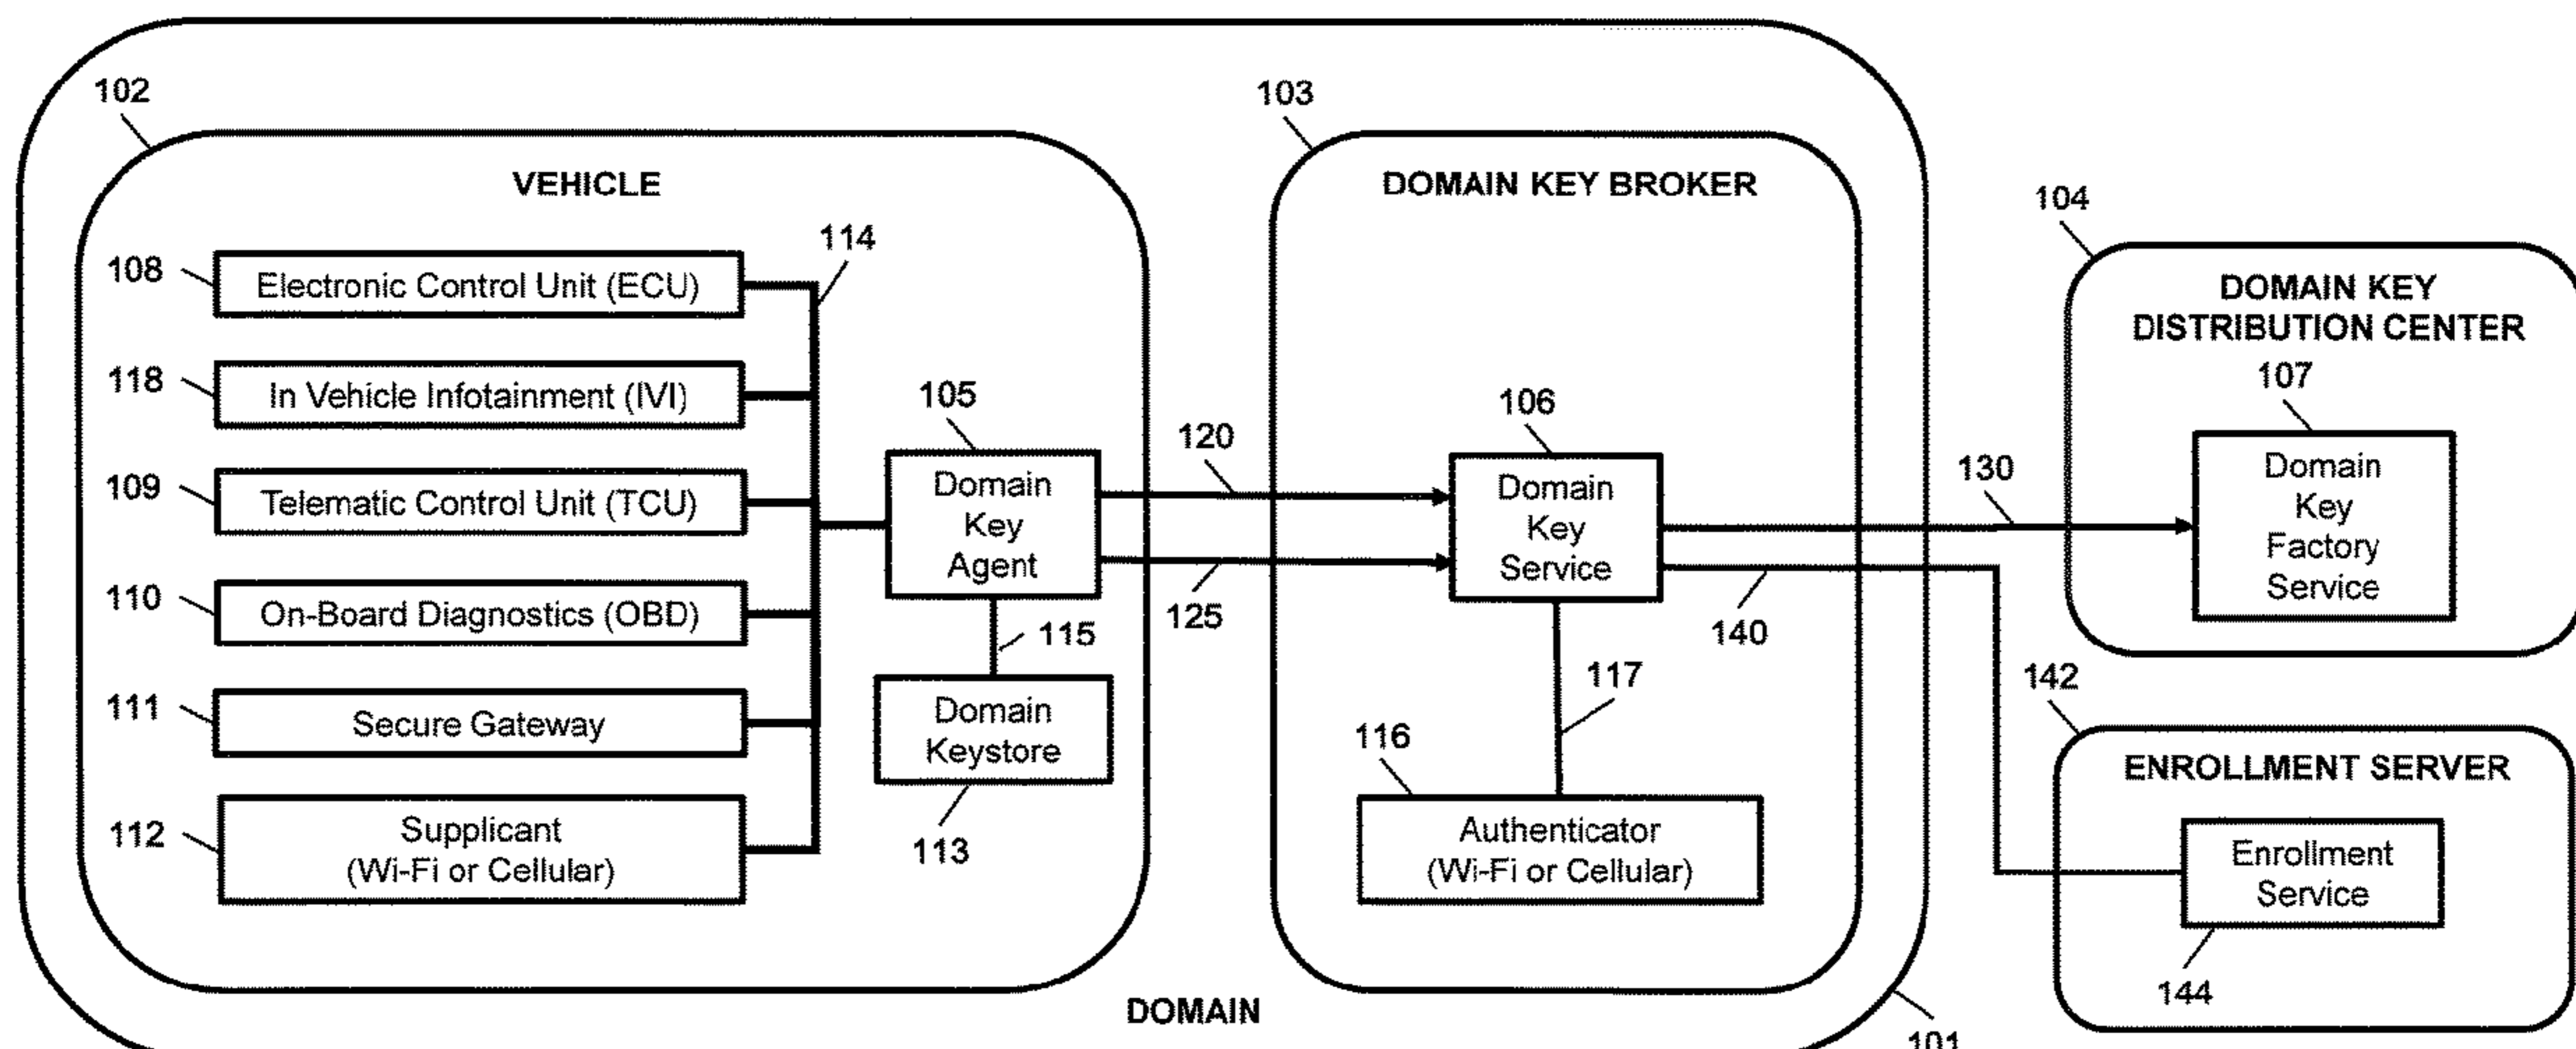 102
103
VEHICLE
DOMAIN KEY BROKER
104
114
108
Electronic Control Unit (ECU)
DOMAIN KEY
DISTRIBUTION CENTER
118
In Vehicle Infotainment (IVI)
105
106
107
120
130
109
Telematic Control Unit (TCU)
Domain
Key
Agent
Domain
Key
Service
Domain
Key
Factory
Service
110
On-Board Diagnostics (OBD)
125
140
115
117
142
111
Secure Gateway
Domain
Keystore
116
ENROLLMENT SERVER
112
Supplicant
(Wi-Fi or Cellular)
113
Authenticator
(Wi-Fi or Cellular)
Enrollment
Service
144
DOMAIN
101